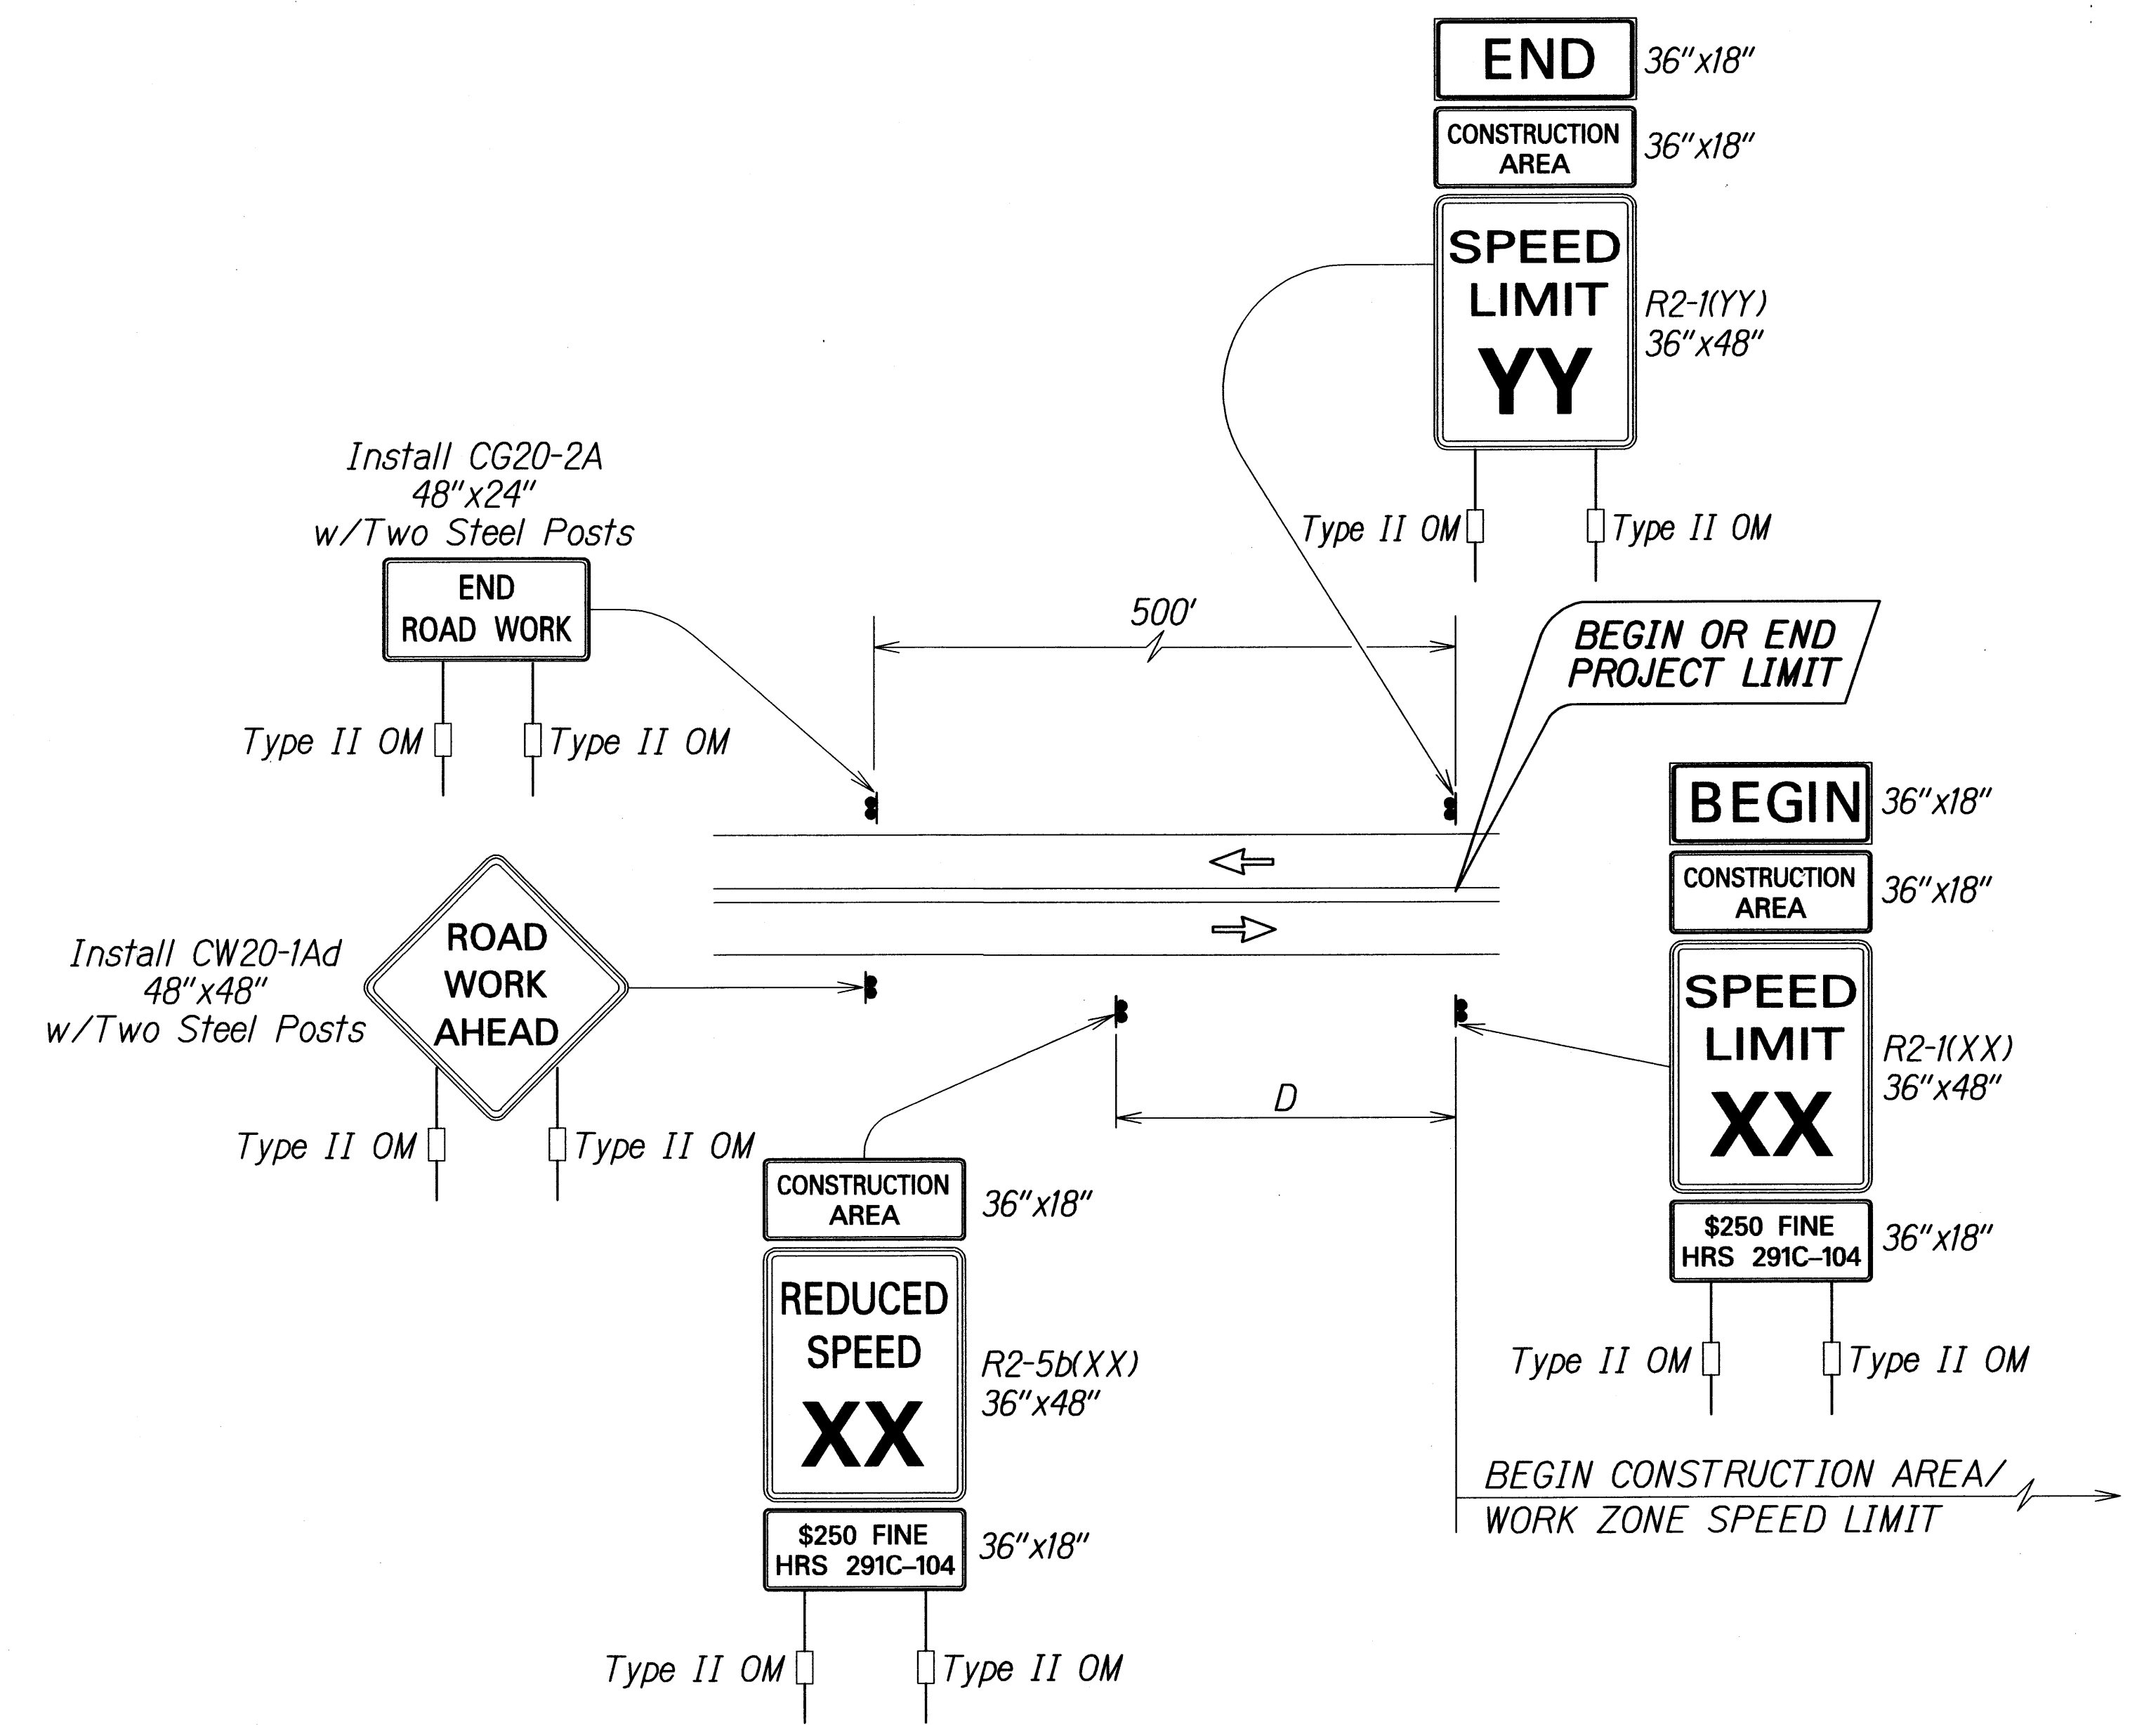 END
36"x18"
CONSTRUCTION
AREA
36"x18"
SPEED
LIMIT
YY
R2-1(YY)
36"x48"
Type II OM
Type II OM
Install CG20-2A
48"x24"
w/Two Steel Posts
END
ROAD WORK
Type II OM
Type II OM
500'
BEGIN OR END
PROJECT LIMIT
BEGIN
36"x18"
CONSTRUCTION
AREA
36"x18"
SPEED
LIMIT
XX
R2-1(XX)
36"x48"
$250 FINE
HRS 291C–104
36"x18"
Type II OM
Type II OM
Install CW20-1Ad
48"x48"
w/Two Steel Posts
ROAD
WORK
AHEAD
Type II OM
Type II OM
D
CONSTRUCTION
AREA
36"x18"
REDUCED
SPEED
XX
R2-5b(XX)
36"x48"
$250 FINE
HRS 291C–104
36"x18"
Type II OM
Type II OM
BEGIN CONSTRUCTION AREA/
WORK ZONE SPEED LIMIT